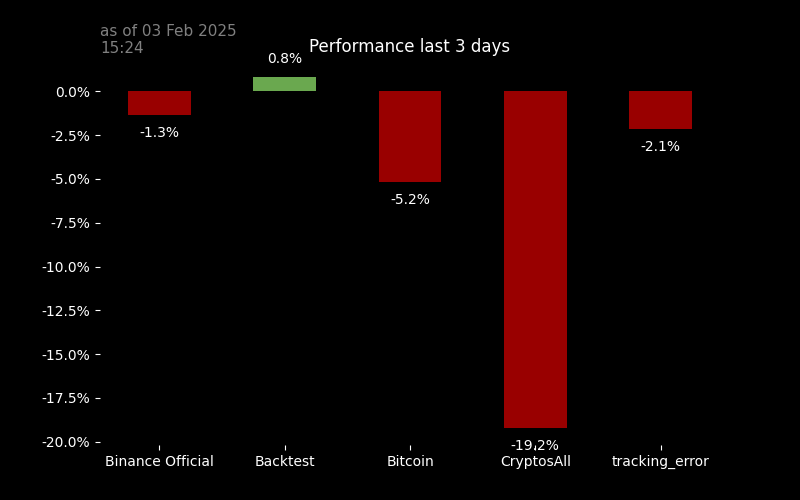 as of 03 Feb 2025
15:24
Performance last 3 days
0.8%
0.0%
-1.3%
-2.5%
-2.1%
-5.0%
-5.2%
-7.5%
-10.0%
-12.5%
-15.0%
-17.5%
-20.0%
-19.2%
Binance Official
Backtest
Bitcoin
CryptosAll
tracking_error